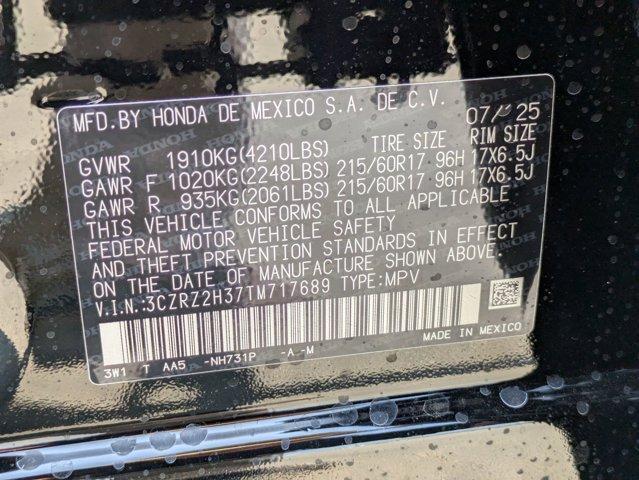 MFD.BY HONDA DE MEXICO S.A. DE C.V. 07/25
TIRE SIZE RIM SIZE
GVWR 1910KG(4210LBS)
GAWR F 1020KG(2248LBS) 215/60R17 96H 17X6.5J
GAWR R 935KG(2061LBS) 215/60R17 96H 17X6.5J
THIS VEHICLE CONFORMS TO ALL APPLICABLE
FEDERAL MOTOR VEHICLE SAFETY
AND THEFT PREVENTION STANDARDS IN EFFECT
ON THE DATE OF MANUFACTURE SHOWN ABOVE.
V.I.N.:3CZRZ2H37TM717689 TYPE:MPV
MADE IN MEXICO
3W1 T AA5 -NH731P -A-M